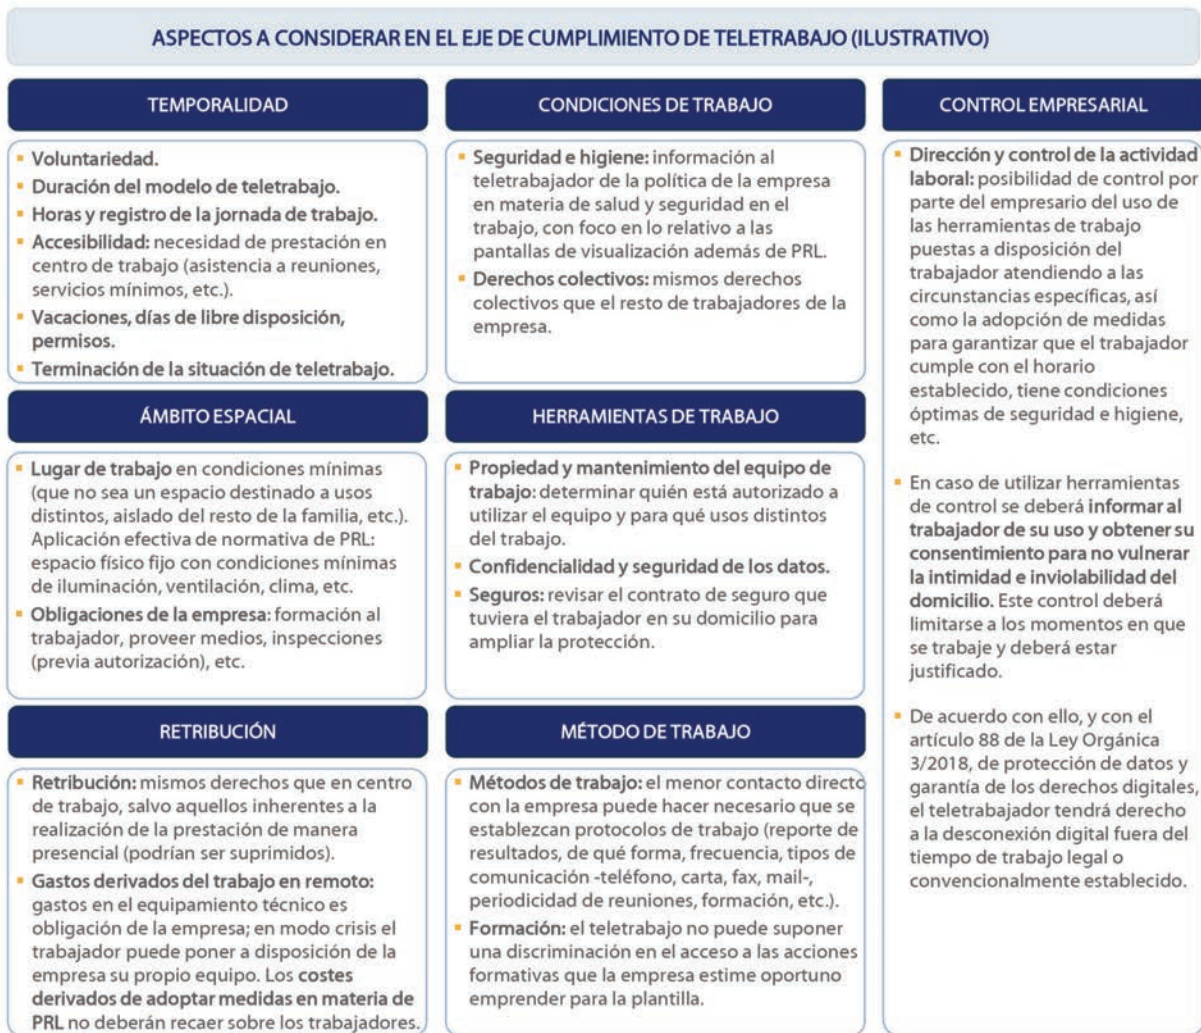 ASPECTOS A CONSIDERAR EN EL EJE DE CUMPLIMIENTO DE TELETRABAJO (ILUSTRATIVO)
TEMPORALIDAD
▪ Voluntariedad.
▪ Duración del modelo de teletrabajo.
▪ Horas y registro de la jornada de trabajo.
▪ Accesibilidad: necesidad de prestación en
centro de trabajo (asistencia a reuniones,
servicios mínimos, etc.).
▪ Vacaciones, días de libre disposición,
permisos.
▪ Terminación de la situación de teletrabajo.
ÁMBITO ESPACIAL
▪ Lugar de trabajo en condiciones mínimas
(que no sea un espacio destinado a usos
distintos, aislado del resto de la familia, etc.).
Aplicación efectiva de normativa de PRL:
espacio físico fijo con condiciones mínimas
de iluminación, ventilación, clima, etc.
▪ Obligaciones de la empresa: formación al
trabajador, proveer medios, inspecciones
(previa autorización), etc.
RETRIBUCIÓN
▪ Retribución: mismos derechos que en centro
de trabajo, salvo aquellos inherentes a la
realización de la prestación de manera
presencial (podrían ser suprimidos).
▪ Gastos derivados del trabajo en remoto:
gastos en el equipamiento técnico es
obligación de la empresa; en modo crisis el
trabajador puede poner a disposición de la
empresa su propio equipo. Los costes
derivados de adoptar medidas en materia de
PRL no deberán recaer sobre los trabajadores.
CONDICIONES DE TRABAJO
▪ Seguridad e higiene: información al
teletrabajador de la política de la empresa
en materia de salud y seguridad en el
trabajo, con foco en lo relativo a las
pantallas de visualización además de PRL.
▪ Derechos colectivos: mismos derechos
colectivos que el resto de trabajadores de la
empresa.
HERRAMIENTAS DE TRABAJO
▪ Propiedad y mantenimiento del equipo de
trabajo: determinar quién está autorizado a
utilizar el equipo y para qué usos distintos
del trabajo.
▪ Confidencialidad y seguridad de los datos.
▪ Seguros: revisar el contrato de seguro que
tuviera el trabajador en su domicilio para
ampliar la protección.
MÉTODO DE TRABAJO
▪ Métodos de trabajo: el menor contacto directo
con la empresa puede hacer necesario que se
establezcan protocolos de trabajo (reporte de
resultados, de qué forma, frecuencia, tipos de
comunicación -teléfono, carta, fax, mail-,
periodicidad de reuniones, formación, etc.).
▪ Formación: el teletrabajo no puede suponer
una discriminación en el acceso a las acciones
formativas que la empresa estime oportuno
emprender para la plantilla.
CONTROL EMPRESARIAL
▪ Dirección y control de la actividad
laboral: posibilidad de control por
parte del empresario del uso de
las herramientas de trabajo
puestas a disposición del
trabajador atendiendo a las
circunstancias específicas, así
como la adopción de medidas
para garantizar que el trabajador
cumple con el horario
establecido, tiene condiciones
óptimas de seguridad e higiene,
etc.
▪ En caso de utilizar herramientas
de control se deberá informar al
trabajador de su uso y obtener su
consentimiento para no vulnerar
la intimidad e inviolabilidad del
domicilio. Este control deberá
limitarse a los momentos en que
se trabaje y deberá estar
justificado.
▪ De acuerdo con ello, y con el
artículo 88 de la Ley Orgánica
3/2018, de protección de datos y
garantía de los derechos digitales,
el teletrabajador tendrá derecho
a la desconexión digital fuera del
tiempo de trabajo legal o
convencionalmente establecido.